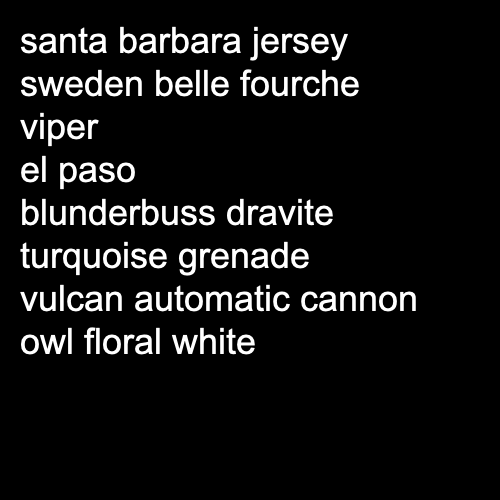 santa barbara jersey
sweden belle fourche
viper
el paso
blunderbuss dravite
turquoise grenade
vulcan automatic cannon
owl floral white